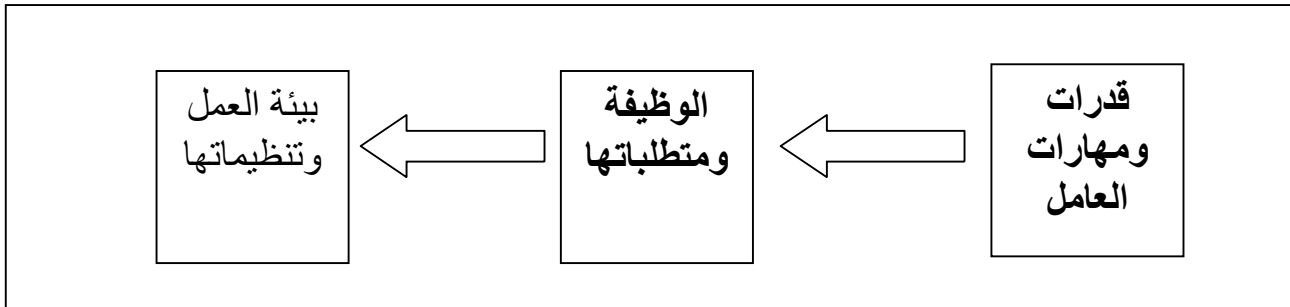 قدرات
ومهارات
العامل
الوظيفة
ومتطلباتها
بيئة العمل
وتنظيماتها